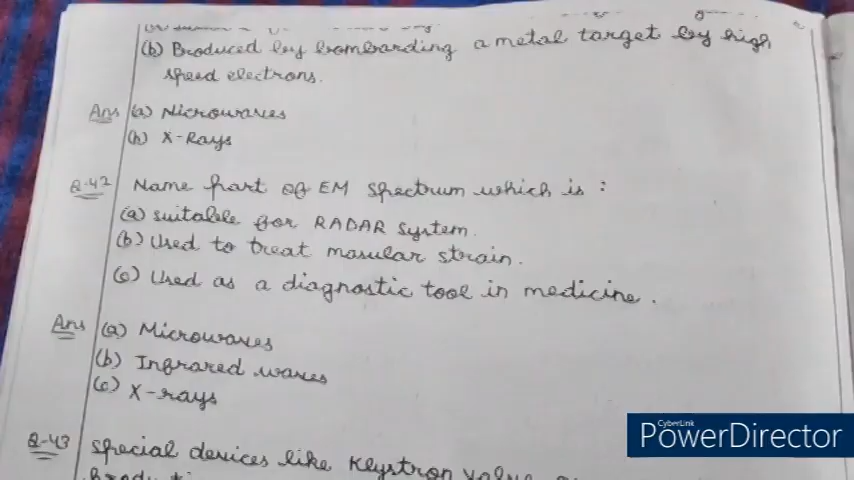 (b) Produced by bombarding a metal target by high
speed electrons.
Ans (a) Microwaves
(b) X-Rays
Q-42 Name part of EM spectrum which is :
(a) suitable for RADAR system.
(b) Used to treat masular strain.
(c) Used as a diagnostic tool in medicine.
Ans (a) Microwaves
(b) Infrared waves
(c) X-rays
Q-43 Special devices like Klystron valve
CyberLink
PowerDirector